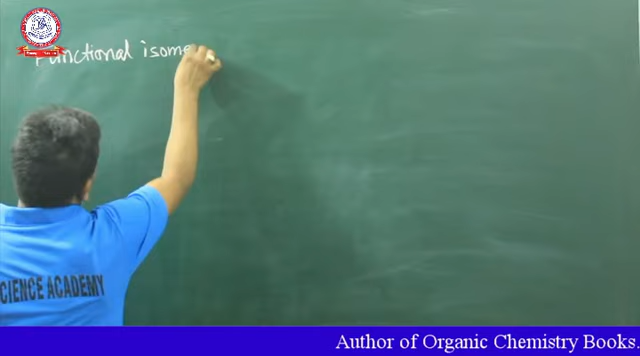 Functional isome
CIENCE ACADEMY
Author of Organic Chemistry Books.